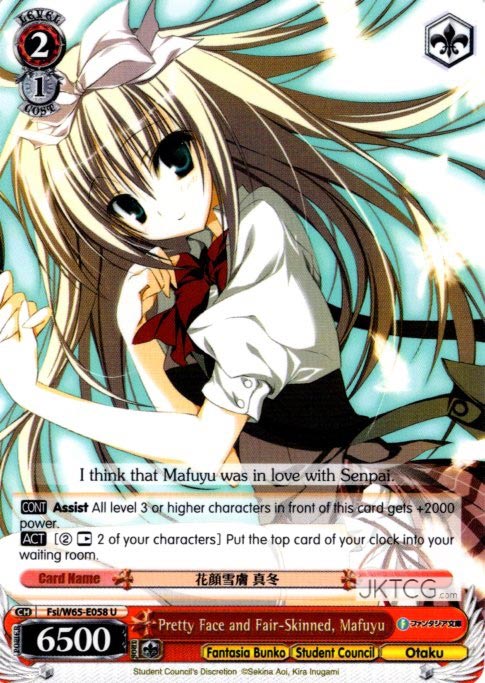 LEVEL
2
1
COST
I think that Mafuyu was in love with Senpai.
CONT Assist All level 3 or higher characters in front of this card gets +2000
power.
ACT [② 2 of your characters] Put the top card of your clock into your
waiting room.
Card Name 花顔雪膚 真冬
JKTCG.com
CH Fsi/W65-E058 U
POWER 6500 SOUL
Pretty Face and Fair-Skinned, Mafuyu
ファンタジア文庫
Fantasia Bunko Student Council Otaku
Student Council's Discretion ©Sekina Aoi, Kira Inugami